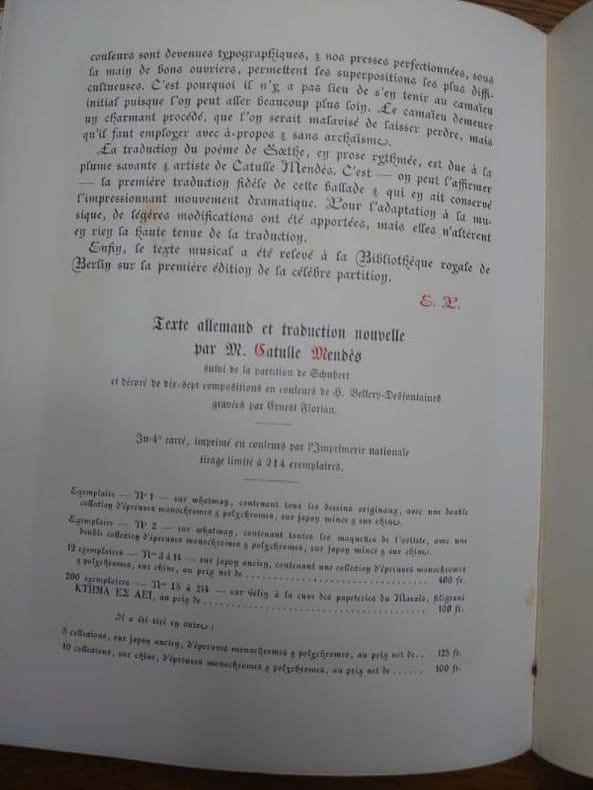 couleurs sont devenues typographiques, & nos presses perfectionnées, sous
la main de bons ouvriers, permettent les superpositions les plus diffi-
cultueuses. C'est pourquoi il n'y a pas lieu de s'en tenir au camaïeu
initial puisque l'on peut aller beaucoup plus loin. Le camaïeu demeure
un charmant procédé, que l'on serait malavisé de laisser perdre, mais
qu'il faut employer avec à-propos & sans archaïsme.
La traduction du poème de Gœthe, en prose rythmée, est due à la
plume savante & artiste de Catulle Mendès. C'est — on peut l'affirmer
— la première traduction fidèle de cette ballade & qui en ait conservé
l'impressionnant mouvement dramatique. Pour l'adaptation à la mu-
sique, de légères modifications ont été apportées, mais elles n'altèrent
en rien la haute tenue de la traduction.
Enfin, le texte musical a été relevé à la Bibliothèque royale de
Berlin sur la première édition de la célèbre partition.
E. P.
Texte allemand et traduction nouvelle
par M. Catulle Mendès
suivi de la partition de Schubert
et décoré de dix-sept compositions en couleurs de H. Bellery-Desfontaines
gravées par Ernest Florian.
In-4° carré, imprimé en couleurs par l'Imprimerie nationale
tirage limité à 214 exemplaires.
Exemplaire — N° 1 — sur whatman, contenant tous les dessins originaux, avec une double
collection d'épreuves monochromes & polychromes, sur japon mince & sur chine.
Exemplaire — N° 2 — sur whatman, contenant toutes les maquettes de l'artiste, avec une
double collection d'épreuves monochromes & polychromes, sur japon mince & sur chine.
12 exemplaires — Nos 3 à 14 — sur japon ancien, contenant une collection d'épreuves monochromes
& polychromes, sur chine, au prix net de .................... 400 fr.
200 exemplaires — Nos 15 à 214 — sur vélin à la cuve des papeteries du Marais, filigrané
ΚΤΗΜΑ ΕΣ ΑΕΙ, au prix de .................... 100 fr.
Il a été tiré en outre :
5 collections, sur japon ancien, d'épreuves monochromes & polychromes, au prix net de.. 125 fr.
10 collections, sur chine, d'épreuves monochromes & polychromes, au prix net de ...... 100 fr.